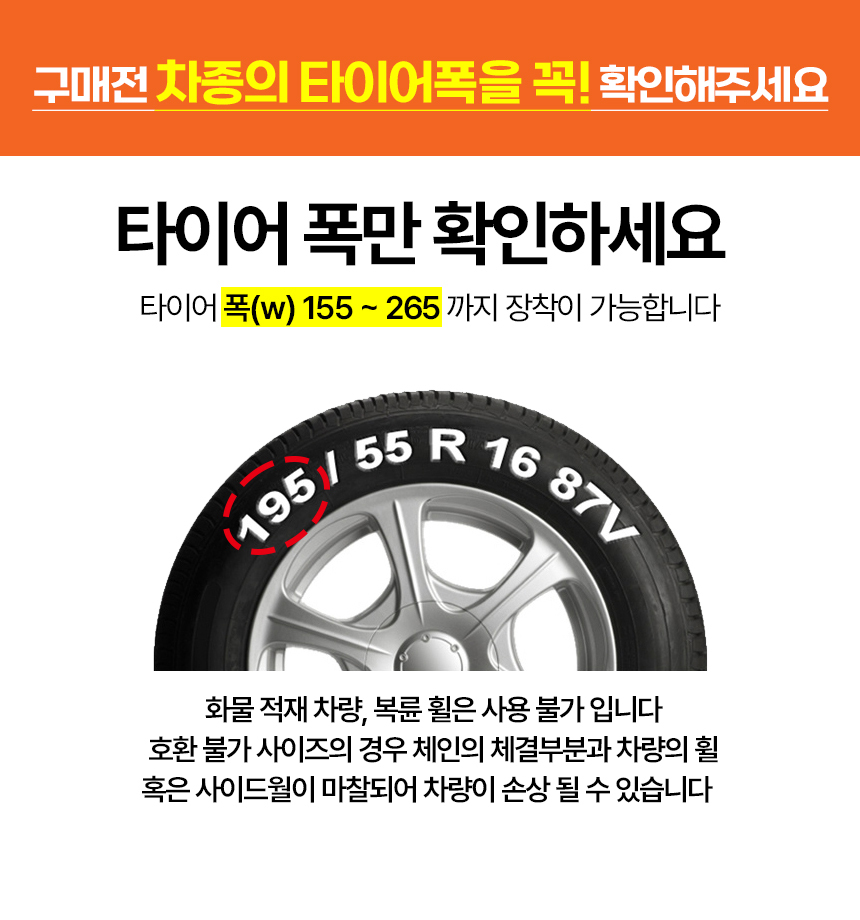 구매전 차종의 타이어폭을 꼭! 확인해주세요
타이어 폭만 확인하세요
타이어 폭(w) 155 ~ 265 까지 장착이 가능합니다
195 / 55 R 16 87V
화물 적재 차량, 복륜 휠은 사용 불가 입니다
호환 불가 사이즈의 경우 체인의 체결부분과 차량의 휠
혹은 사이드월이 마찰되어 차량이 손상 될 수 있습니다